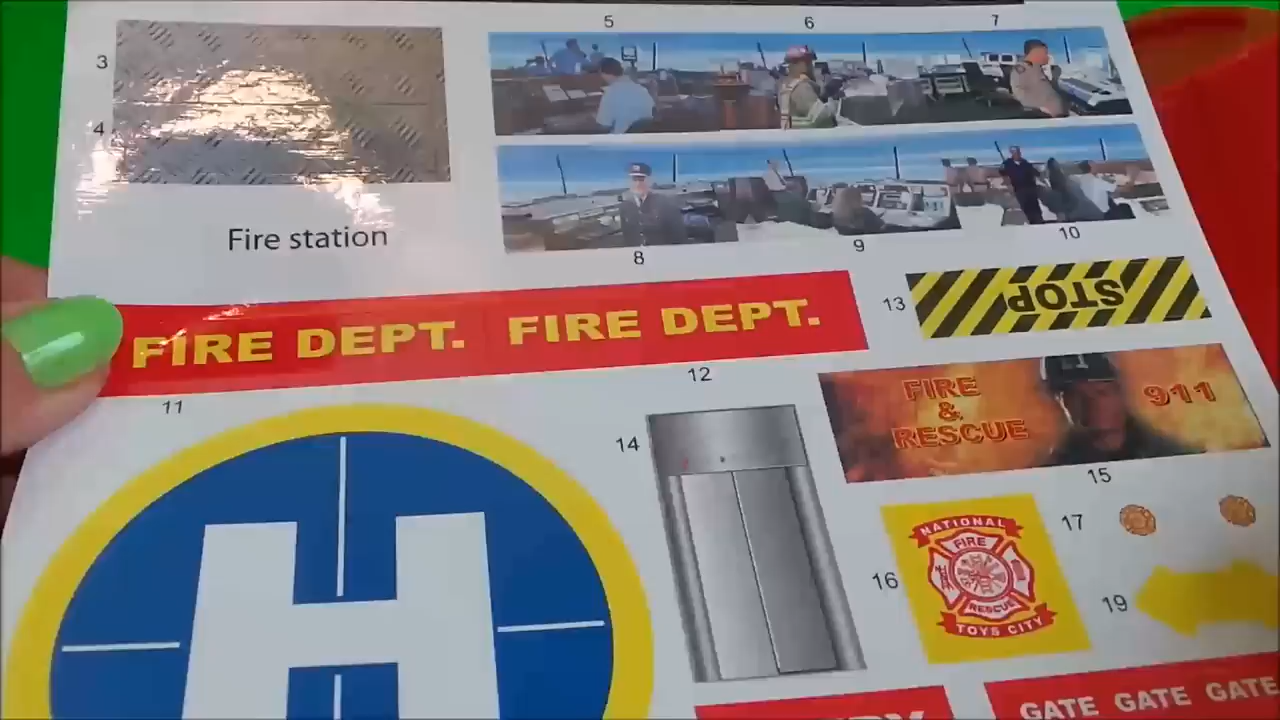 5 6 7
3
4
Fire station
8 9 10
FIRE DEPT. FIRE DEPT.
13 STOP
11 12
FIRE
&
RESCUE
911
14
15
16
NATIONAL
FIRE
RESCUE
TOYS CITY
17
19
H
GATE GATE GATE